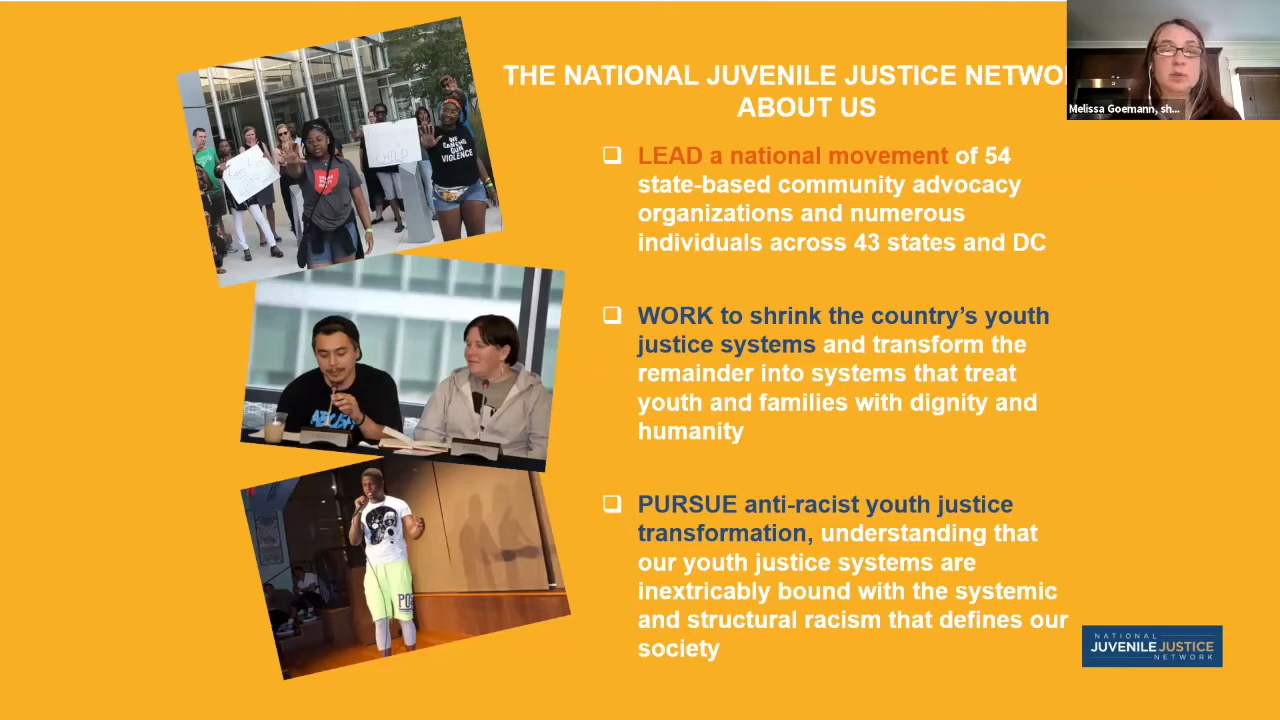 THE NATIONAL JUVENILE JUSTICE NETWO
ABOUT US
Melissa Goemann, sh...
LEAD a national movement of 54
state-based community advocacy
organizations and numerous
individuals across 43 states and DC
WORK to shrink the country's youth
justice systems and transform the
remainder into systems that treat
youth and families with dignity and
humanity
PURSUE anti-racist youth justice
transformation, understanding that
our youth justice systems are
inextricably bound with the systemic
and structural racism that defines our
society
WE
CAN END
GUN
VIOLENCE
NATIONAL
JUVENILE JUSTICE
NETWORK